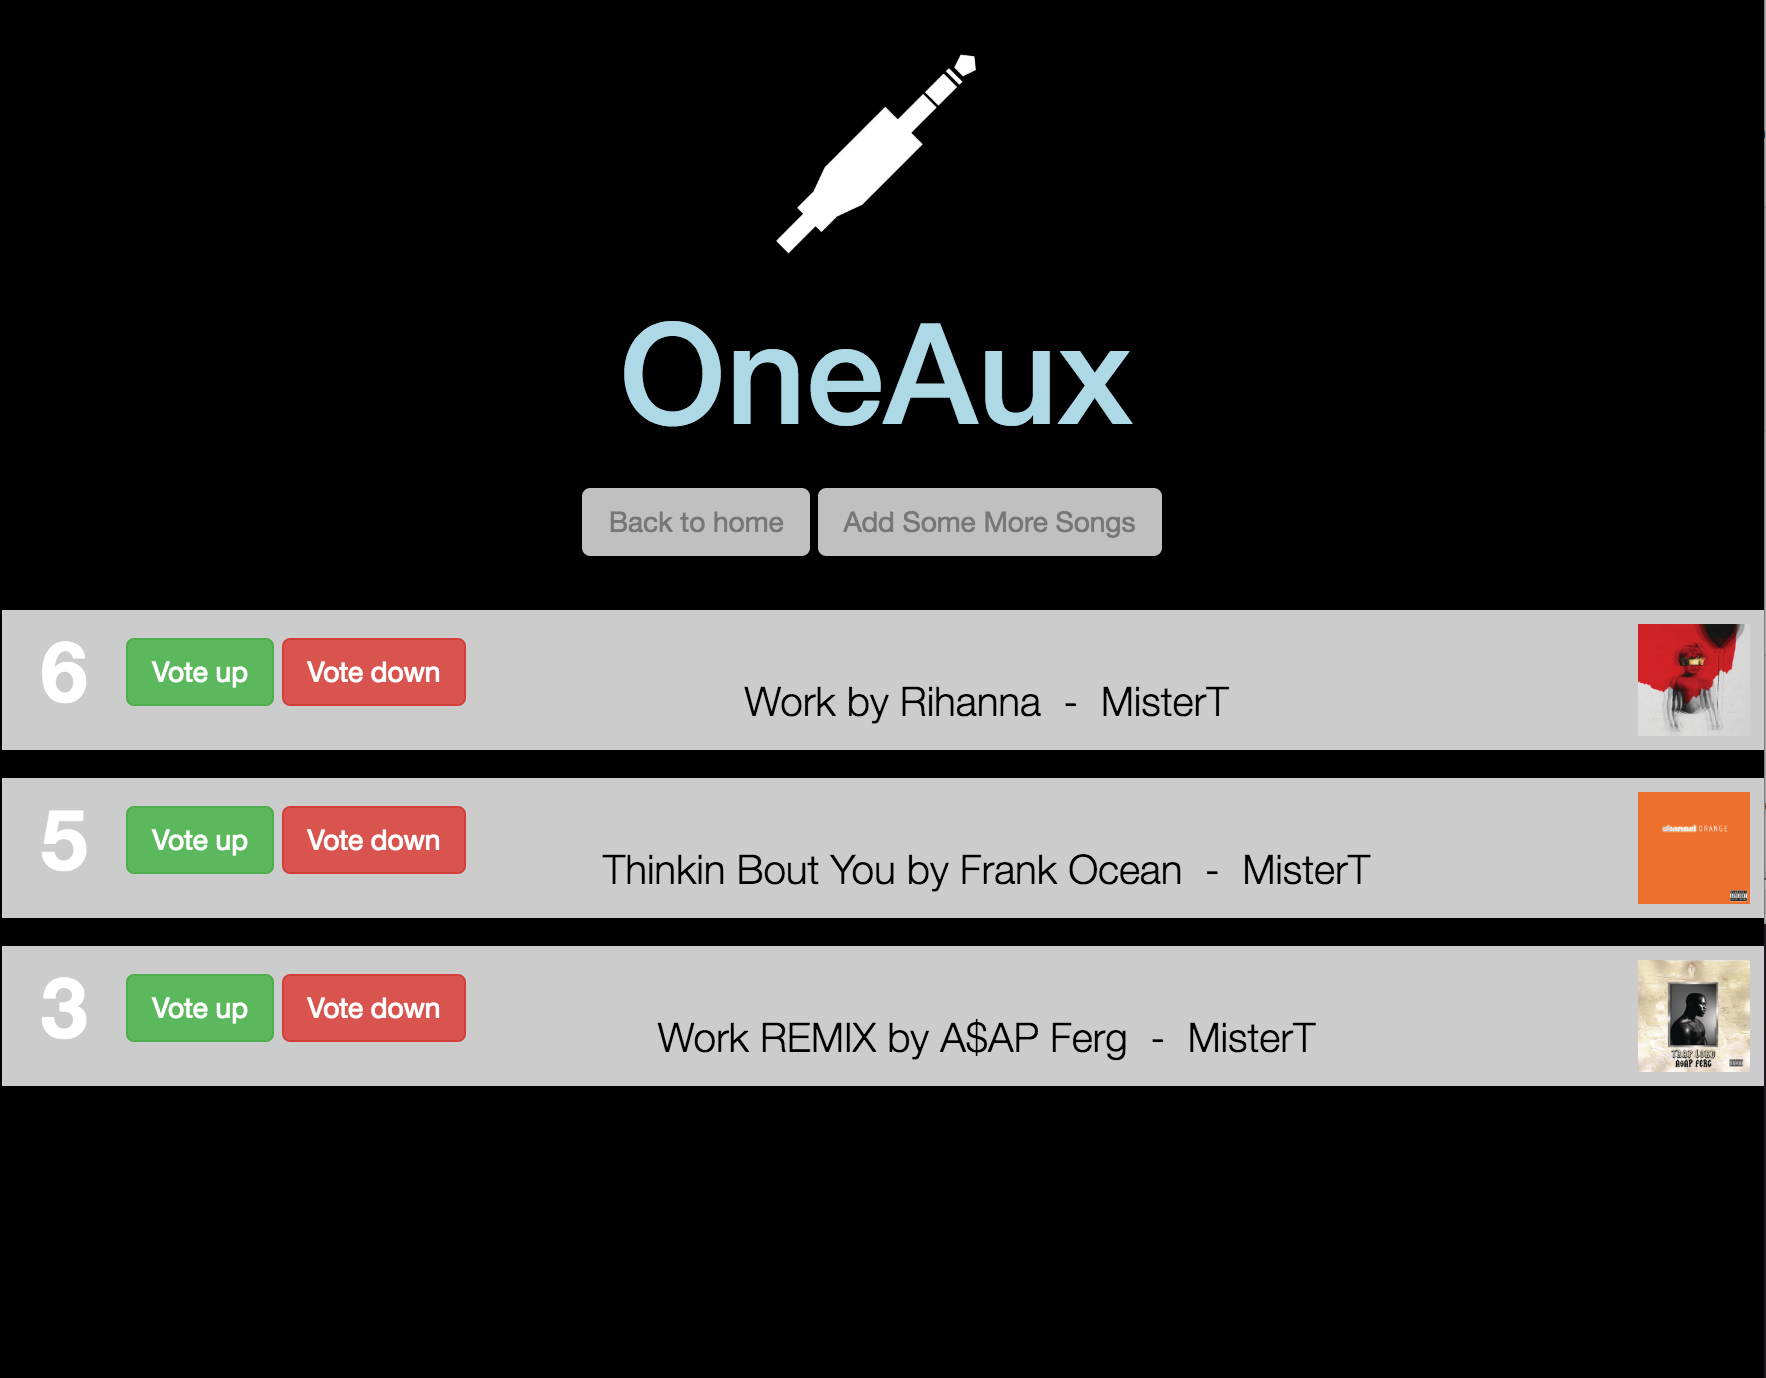 OneAux
Back to home Add Some More Songs
6 Vote up Vote down Work by Rihanna - MisterT
5 Vote up Vote down Thinkin Bout You by Frank Ocean - MisterT
channel ORANGE
3 Vote up Vote down Work REMIX by A$AP Ferg - MisterT
TRAP LORD
A$AP FERG